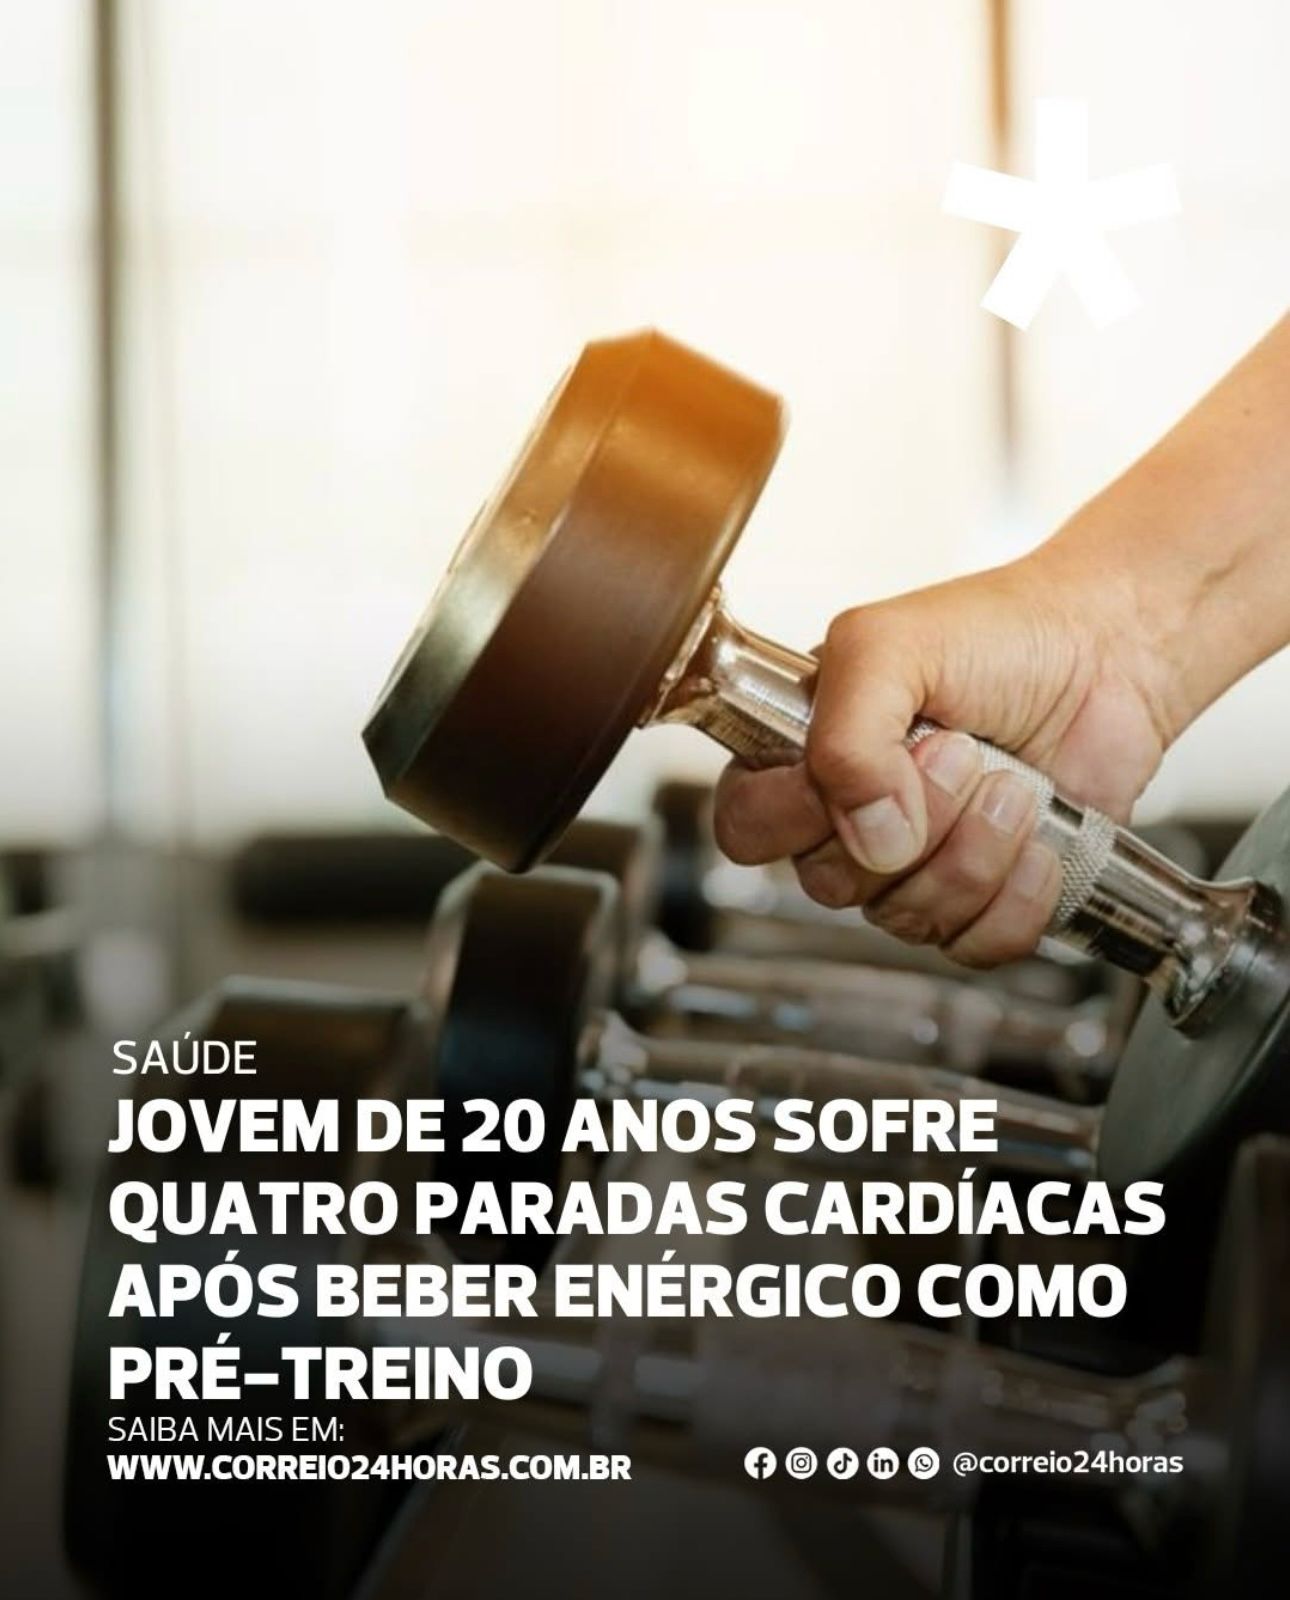 SAÚDE
JOVEM DE 20 ANOS SOFRE
QUATRO PARADAS CARDÍACAS
APÓS BEBER ENÉRGICO COMO
PRÉ-TREINO
SAIBA MAIS EM:
WWW.CORREIO24HORAS.COM.BR
@correio24horas